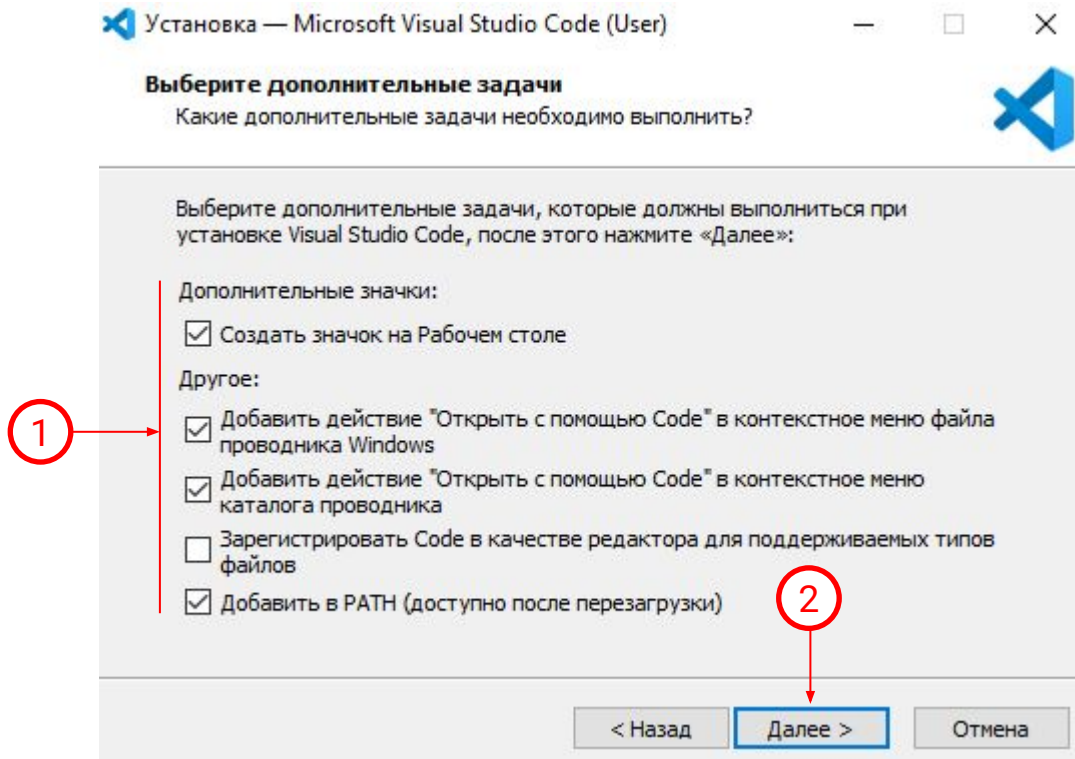 Установка — Microsoft Visual Studio Code (User)
Выберите дополнительные задачи
Какие дополнительные задачи необходимо выполнить?
Выберите дополнительные задачи, которые должны выполниться при
установке Visual Studio Code, после этого нажмите «Далее»:
Дополнительные значки:
Создать значок на Рабочем столе
Другое:
1
Добавить действие "Открыть с помощью Code" в контекстное меню файла
проводника Windows
Добавить действие "Открыть с помощью Code" в контекстное меню
каталога проводника
Зарегистрировать Code в качестве редактора для поддерживаемых типов
файлов
Добавить в PATH (доступно после перезагрузки)
2
< Назад
Далее >
Отмена